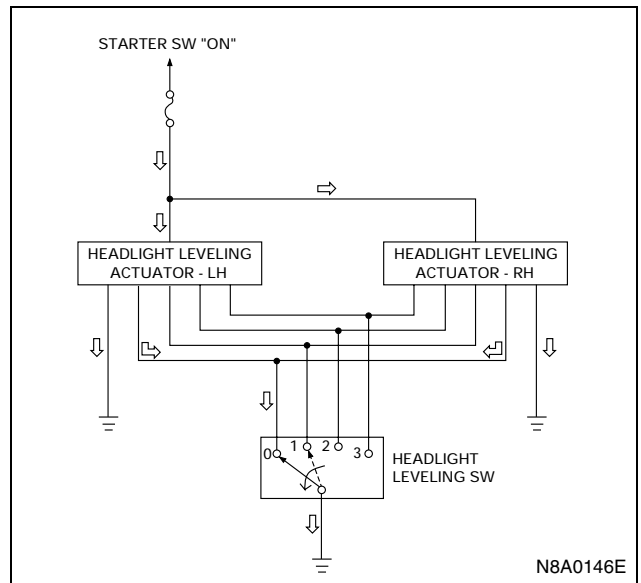 STARTER SW "ON"
HEADLIGHT LEVELING
ACTUATOR - LH
HEADLIGHT LEVELING
ACTUATOR - RH
0
1
2
3
HEADLIGHT
LEVELING SW
N8A0146E